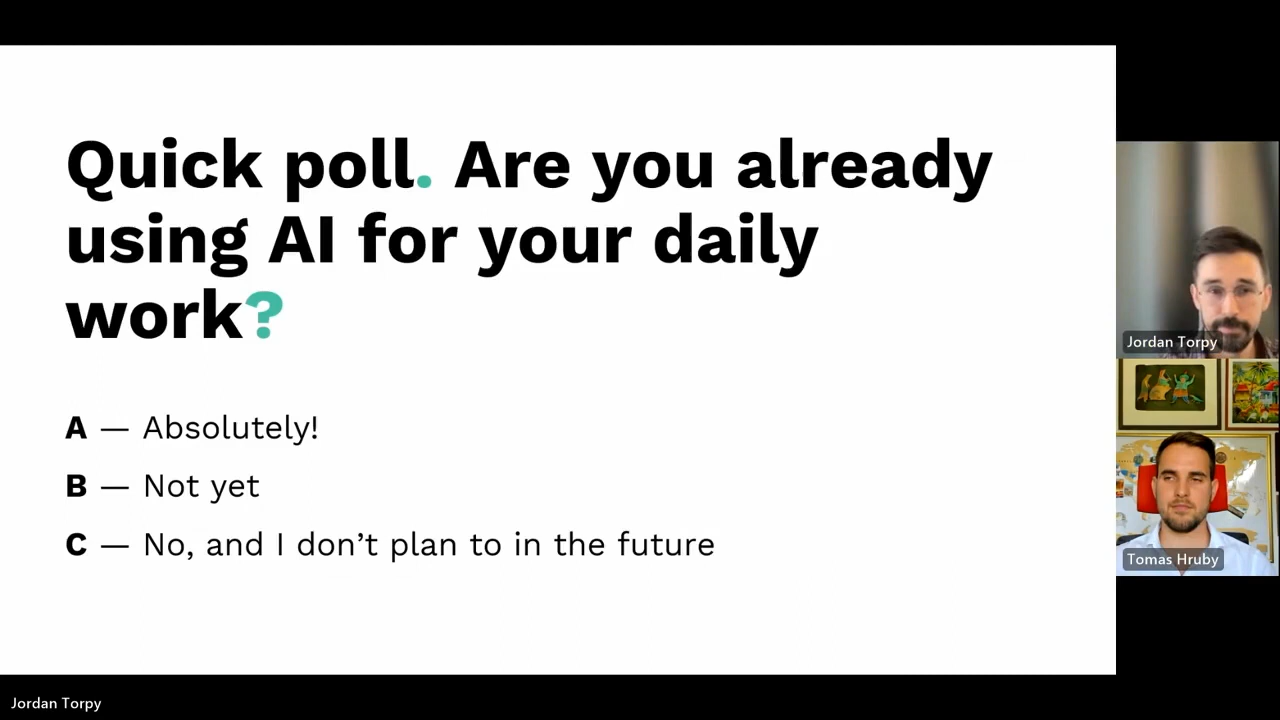 Quick poll. Are you already
using AI for your daily
work?
A — Absolutely!
B — Not yet
C — No, and I don’t plan to in the future
Jordan Torpy
Tomas Hruby
Jordan Torpy